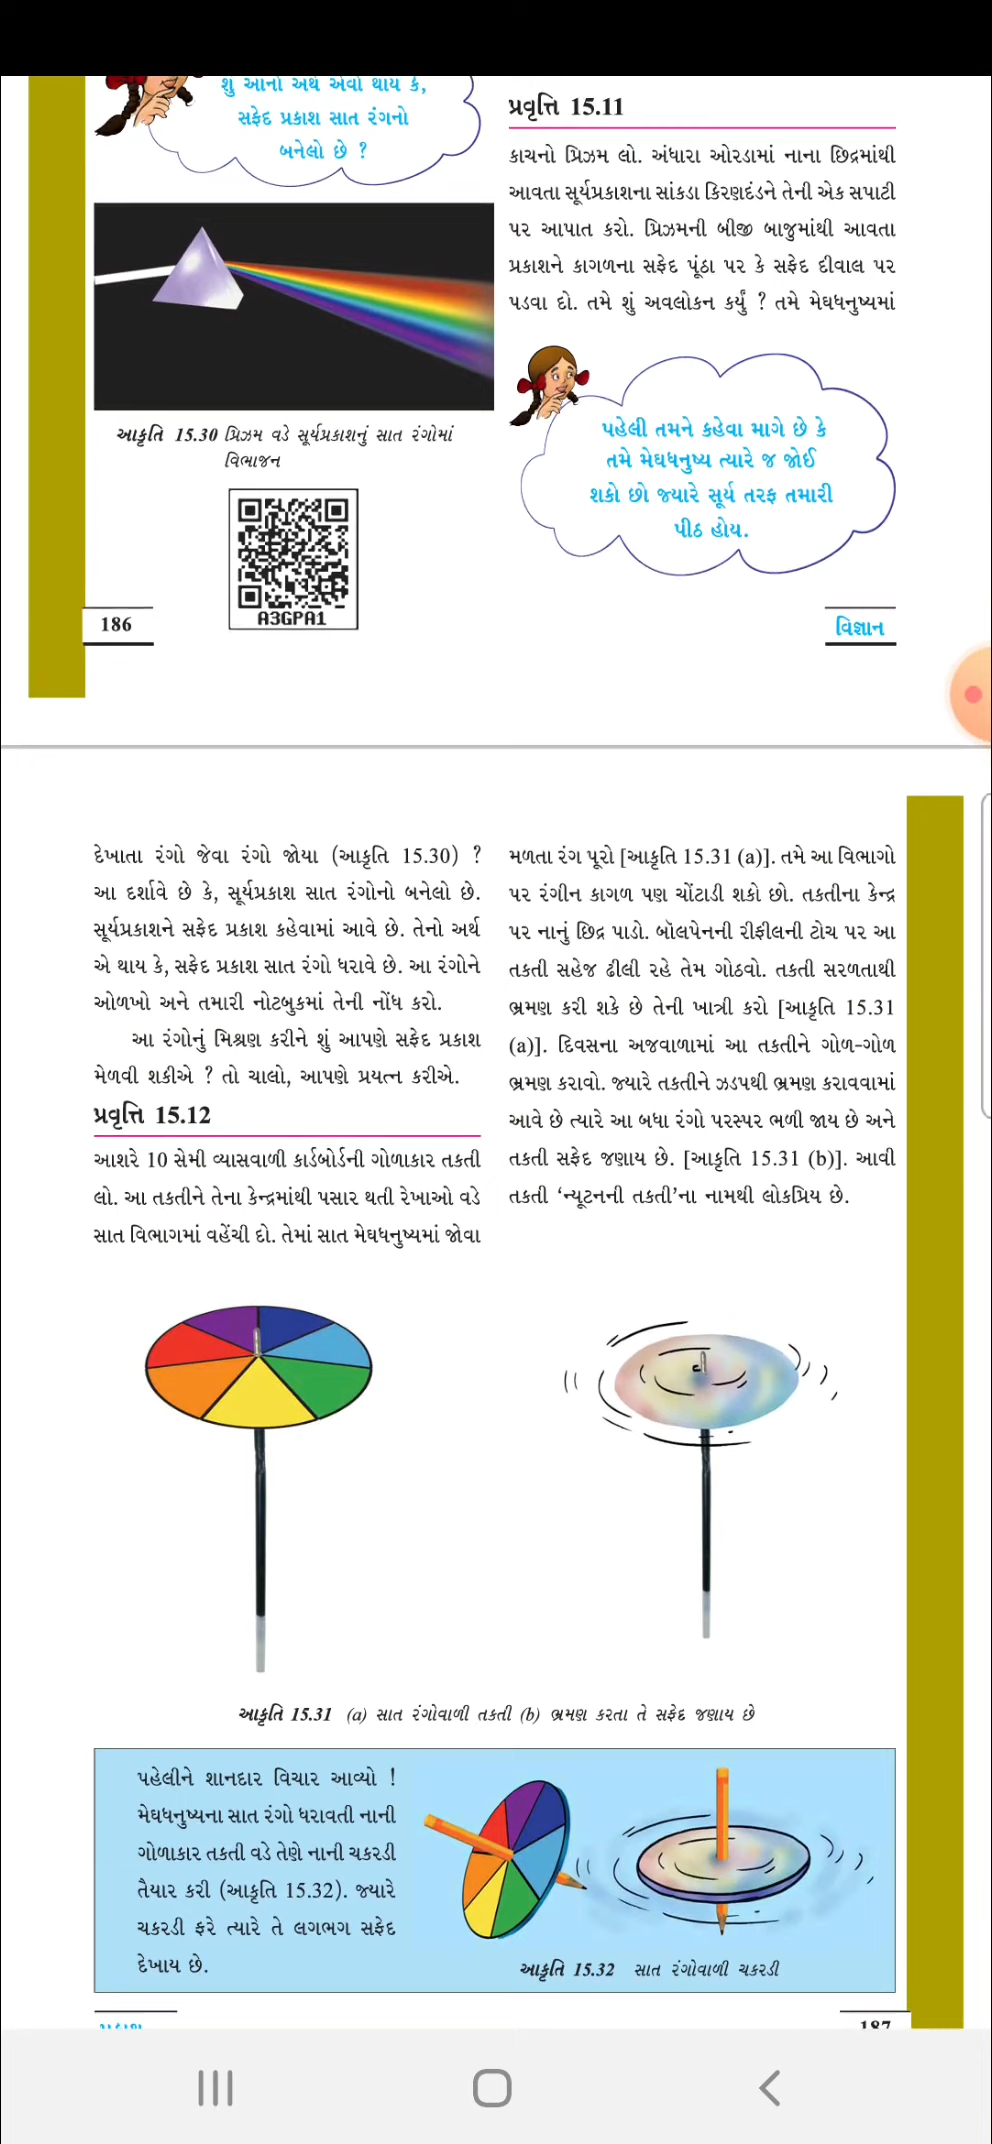 શું આનો અર્થ એવો થાય કે,
સફેદ પ્રકાશ સાત રંગનો
બનેલો છે ?
આકૃતિ 15.30 પ્રિઝમ વડે સૂર્યપ્રકાશનું સાત રંગોમાં
વિભાજન
A3GPA1
પ્રવૃત્તિ 15.11
કાચનો પ્રિઝમ લો. અંધારા ઓરડામાં નાના છિદ્રમાંથી
આવતા સૂર્યપ્રકાશના સાંકડા કિરણદંડને તેની એક સપાટી
પર આપાત કરો. પ્રિઝમની બીજી બાજુમાંથી આવતા
પ્રકાશને કાગળના સફેદ પૂંઠા પર કે સફેદ દીવાલ પર
પડવા દો. તમે શું અવલોકન કર્યું ? તમે મેઘધનુષ્યમાં
પહેલી તમને કહેવા માગે છે કે
તમે મેઘધનુષ્ય ત્યારે જ જોઈ
શકો છો જ્યારે સૂર્ય તરફ તમારી
પીઠ હોય.
186
વિજ્ઞાન
દેખાતા રંગો જેવા રંગો જોયા (આકૃતિ 15.30) ?
આ દર્શાવે છે કે, સૂર્યપ્રકાશ સાત રંગોનો બનેલો છે.
સૂર્યપ્રકાશને સફેદ પ્રકાશ કહેવામાં આવે છે. તેનો અર્થ
એ થાય કે, સફેદ પ્રકાશ સાત રંગો ધરાવે છે. આ રંગોને
ઓળખો અને તમારી નોટબુકમાં તેની નોંધ કરો.
આ રંગોનું મિશ્રણ કરીને શું આપણે સફેદ પ્રકાશ
મેળવી શકીએ ? તો ચાલો, આપણે પ્રયત્ન કરીએ.
પ્રવૃત્તિ 15.12
આશરે 10 સેમી વ્યાસવાળી કાર્ડબોર્ડની ગોળાકાર તકતી
લો. આ તકતીને તેના કેન્દ્રમાંથી પસાર થતી રેખાઓ વડે
સાત વિભાગમાં વહેંચી દો. તેમાં સાત મેઘધનુષ્યમાં જોવા
મળતા રંગ પૂરો [આકૃતિ 15.31 (a)]. તમે આ વિભાગો
પર રંગીન કાગળ પણ ચોંટાડી શકો છો. તકતીના કેન્દ્ર
પર નાનું છિદ્ર પાડો. બૉલપેનની રીફીલની ટોચ પર આ
તકતી સહેજ ઢીલી રહે તેમ ગોઠવો. તકતી સરળતાથી
ભ્રમણ કરી શકે છે તેની ખાત્રી કરો [આકૃતિ 15.31
(a)]. દિવસના અજવાળામાં આ તકતીને ગોળ-ગોળ
ભ્રમણ કરાવો. જ્યારે તકતીને ઝડપથી ભ્રમણ કરાવવામાં
આવે છે ત્યારે આ બધા રંગો પરસ્પર ભળી જાય છે અને
તકતી સફેદ જણાય છે. [આકૃતિ 15.31 (b)]. આવી
તકતી ‘ન્યૂટનની તકતી’ના નામથી લોકપ્રિય છે.
આકૃતિ 15.31 (a) સાત રંગોવાળી તકતી (b) ભ્રમણ કરતા તે સફેદ જણાય છે
પહેલીને શાનદાર વિચાર આવ્યો !
મેઘધનુષ્યના સાત રંગો ધરાવતી નાની
ગોળાકાર તકતી વડે તેણે નાની ચકરડી
તૈયાર કરી (આકૃતિ 15.32). જ્યારે
ચકરડી ફરે ત્યારે તે લગભગ સફેદ
દેખાય છે.
આકૃતિ 15.32 સાત રંગોવાળી ચકરડી
187